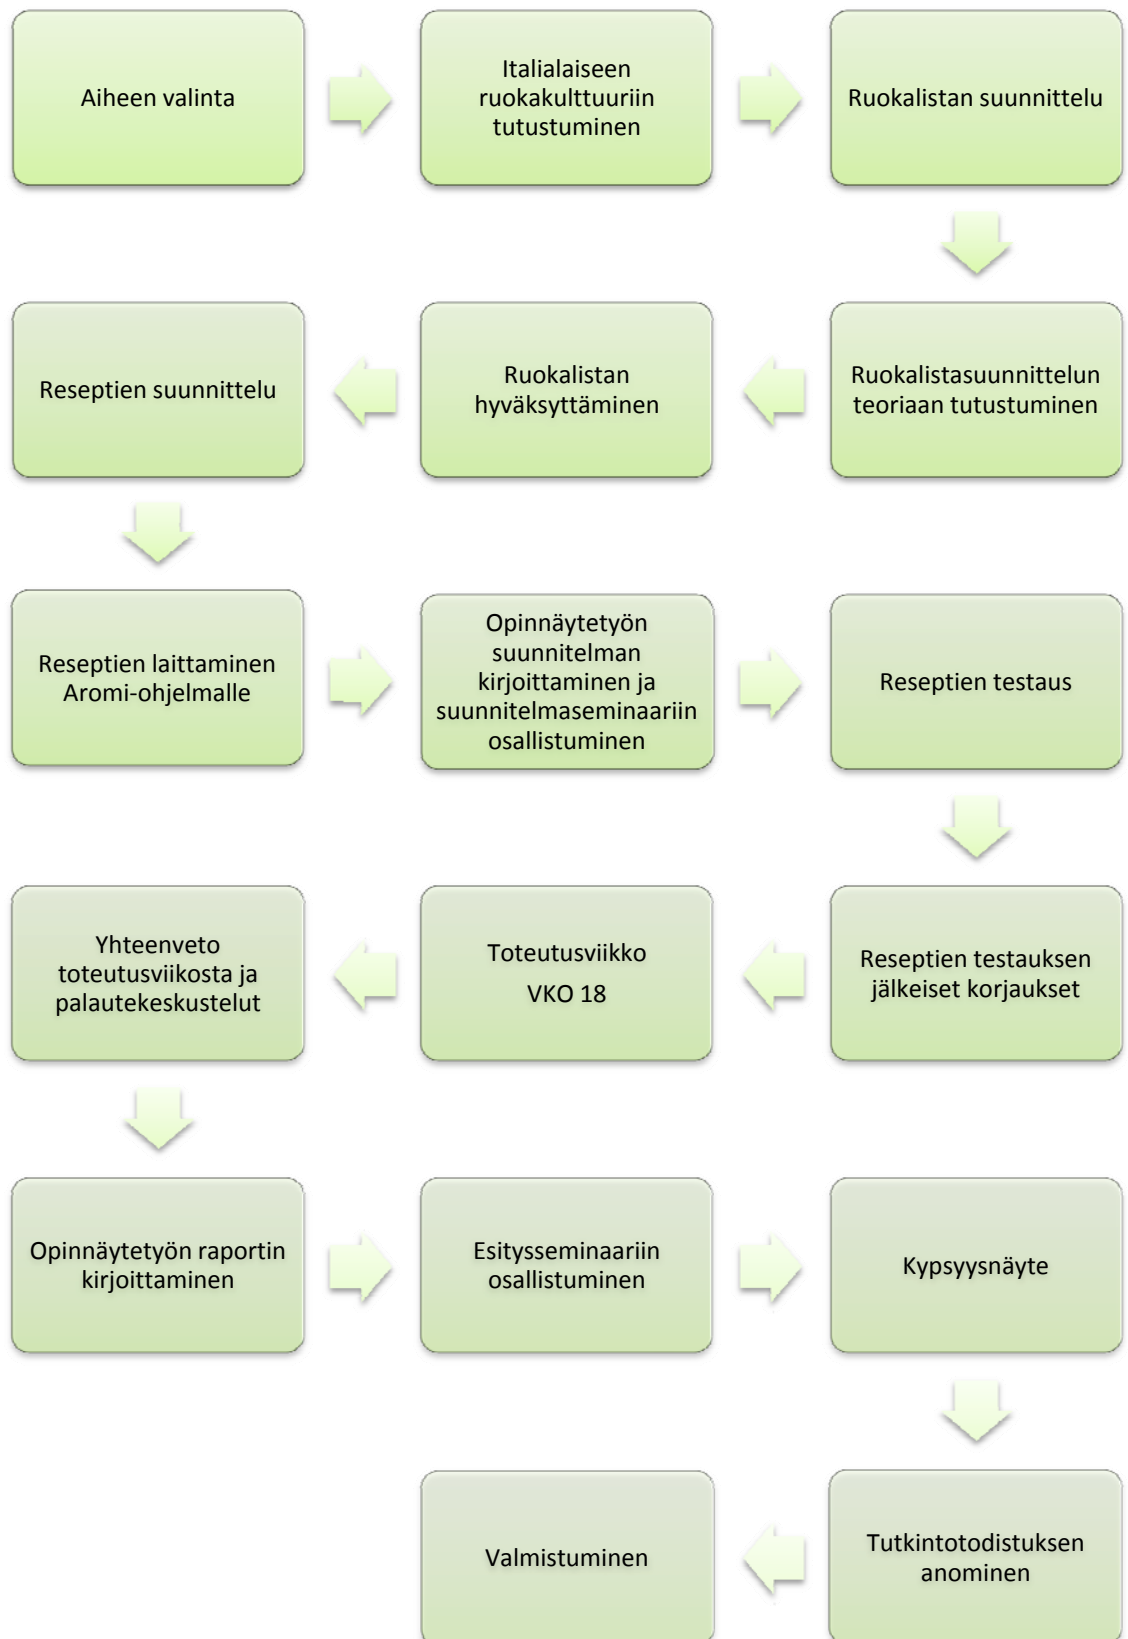 Aiheen valinta
Italialaiseen
ruokakulttuuriin
tutustuminen
Ruokalistan suunnittelu
Ruokalistasuunnittelun
teoriaan tutustuminen
Ruokalistan
hyväksyttäminen
Reseptien suunnittelu
Reseptien laittaminen
Aromi-ohjelmalle
Opinnäytetyön
suunnitelman
kirjoittaminen ja
suunnitelmaseminaariin
osallistuminen
Reseptien testaus
Reseptien testauksen
jälkeiset korjaukset
Toteutusviikko
VKO 18
Yhteenveto
toteutusviikosta ja
palautekeskustelut
Opinnäytetyön raportin
kirjoittaminen
Esitysseminaariin
osallistuminen
Kypsyysnäyte
Tutkintotodistuksen
anominen
Valmistuminen